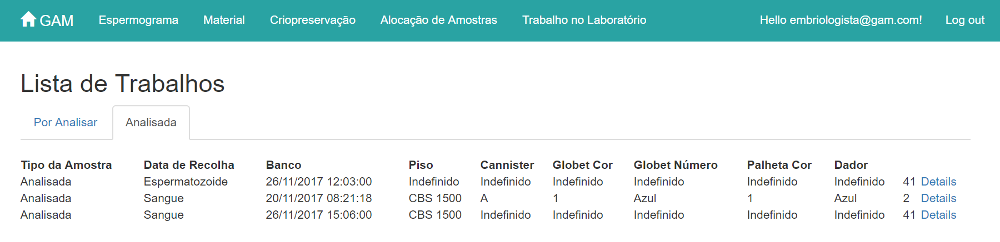 GAM Espermograma Material Criopreservação Alocação de Amostras Trabalho no Laboratório Hello embriologista@gam.com! Log out
Lista de Trabalhos
Por Analisar Analisada
Tipo da Amostra Data de Recolha Banco Piso Cannister Globet Cor Globet Número Palheta Cor Dador
Analisada Espermatozoide 26/11/2017 12:03:00 Indefinido Indefinido Indefinido Indefinido Indefinido Indefinido 41 Details
Analisada Sangue 20/11/2017 08:21:18 CBS 1500 A 1 Azul 1 Azul 2 Details
Analisada Sangue 26/11/2017 15:06:00 CBS 1500 Indefinido Indefinido Indefinido Indefinido Indefinido 41 Details